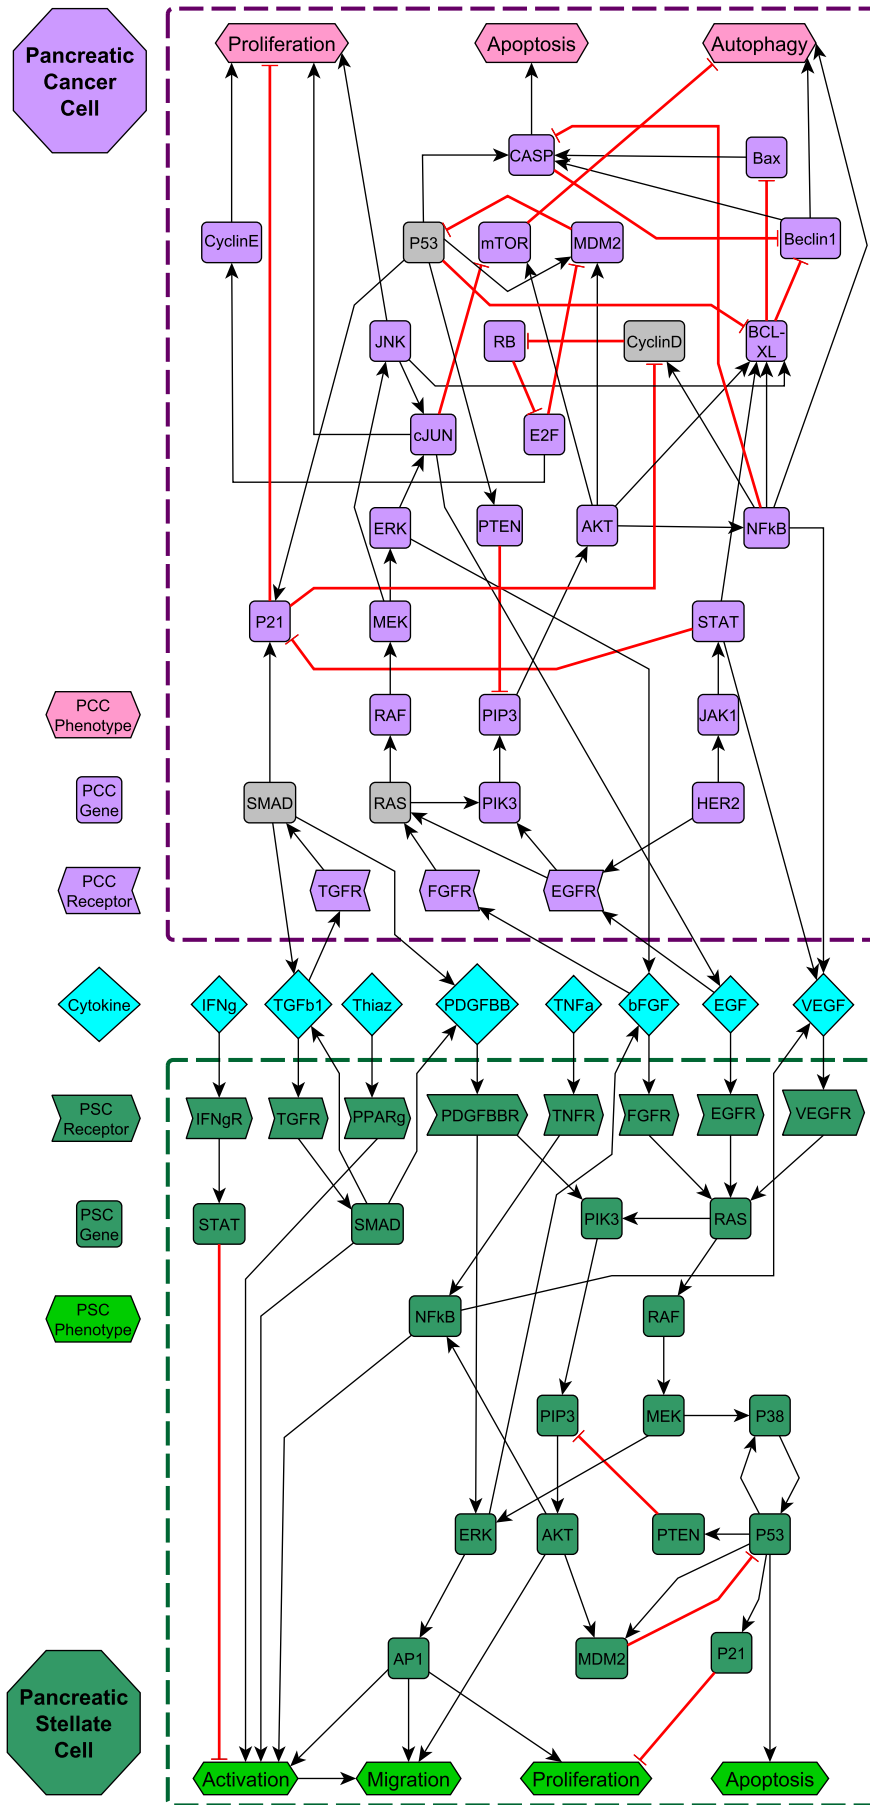 Pancreatic
Cancer
Cell
Proliferation
Apoptosis
Autophagy
CASP
Bax
CyclinE
P53
mTOR
MDM2
Beclin1
JNK
RB
CyclinD
BCL-
XL
cJUN
E2F
ERK
PTEN
AKT
NFkB
P21
MEK
STAT
PCC
Phenotype
RAF
PIP3
JAK1
PCC
Gene
SMAD
RAS
PIK3
HER2
PCC
Receptor
TGFR
FGFR
EGFR
Cytokine
IFNg
TGFb1
Thiaz
PDGFBB
TNFa
bFGF
EGF
VEGF
PSC
Receptor
IFNgR
TGFR
PPARg
PDGFBBR
TNFR
FGFR
EGFR
VEGFR
PSC
Gene
STAT
SMAD
PIK3
RAS
PSC
Phenotype
NFkB
RAF
PIP3
MEK
P38
ERK
AKT
PTEN
P53
AP1
MDM2
P21
Pancreatic
Stellate
Cell
Activation
Migration
Proliferation
Apoptosis